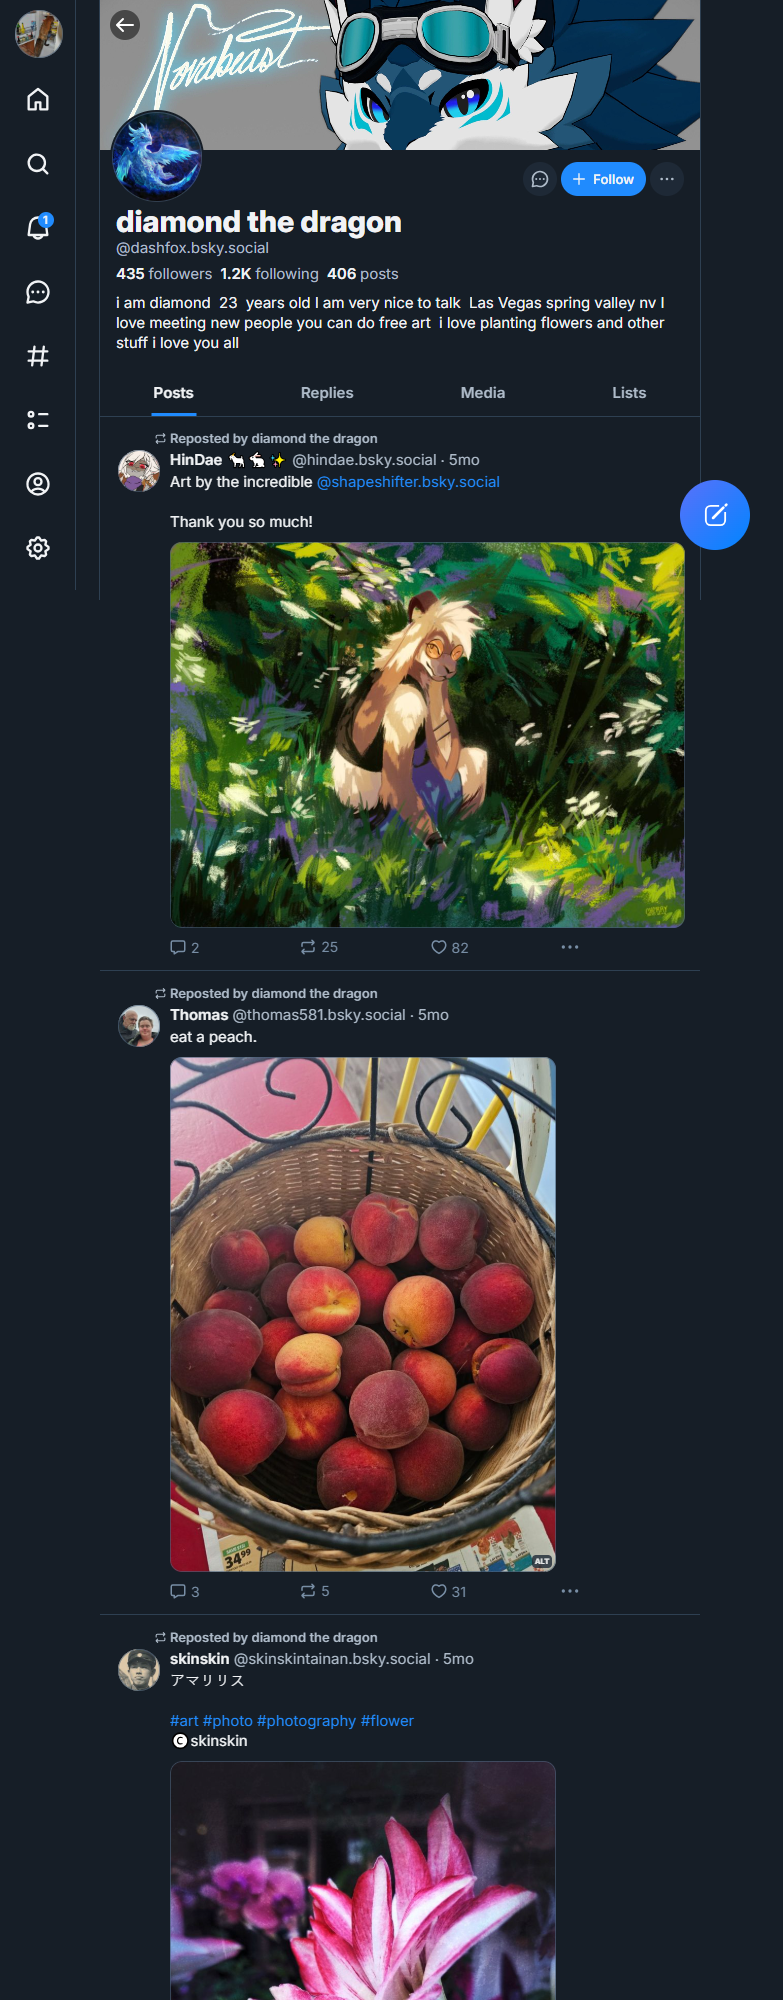 Novabeast
1
Follow
diamond the dragon
@dashfox.bsky.social
435 followers 1.2K following 406 posts
i am diamond 23 years old I am very nice to talk Las Vegas spring valley nv I
love meeting new people you can do free art i love planting flowers and other
stuff i love you all
Posts Replies Media Lists
Reposted by diamond the dragon
HinDae 🐈‍⬛ 🐇 ✨ @hindae.bsky.social · 5mo
Art by the incredible @shapeshifter.bsky.social
Thank you so much!
2 25 82
Reposted by diamond the dragon
Thomas @thomas581.bsky.social · 5mo
eat a peach.
34⁹⁹
ALT
3 5 31
Reposted by diamond the dragon
skinskin @skinskintainan.bsky.social · 5mo
アマリリス
#art #photo #photography #flower
🅒skinskin